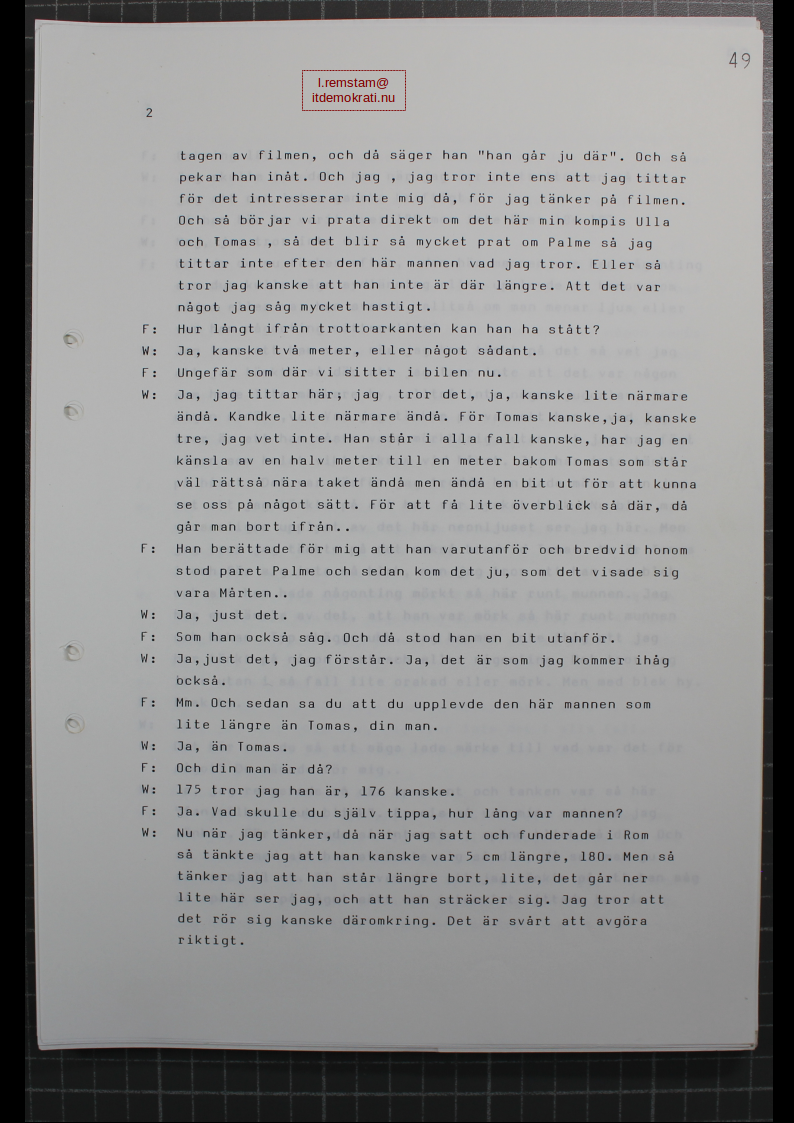 49
l.remstam@
itdemokrati.nu
2
tagen av filmen, och då säger han "han går ju där". Och så
pekar han inåt. Och jag , jag tror inte ens att jag tittar
för det intresserar inte mig då, för jag tänker på filmen.
Och så börjar vi prata direkt om det här min kompis Ulla
och Tomas , så det blir så mycket prat om Palme så jag
tittar inte efter den här mannen vad jag tror. Eller så
tror jag kanske att han inte är där längre. Att det var
något jag såg mycket hastigt.
F: Hur långt ifrån trottoarkanten kan han ha stått?
W: Ja, kanske två meter, eller något sådant.
F: Ungefär som där vi sitter i bilen nu.
W: Ja, jag tittar här, jag  tror det, ja, kanske lite närmare
ändå. Kandke lite närmare ändå. För Tomas kanske,ja, kanske
tre, jag vet inte. Han står i alla fall kanske, har jag en
känsla av en halv meter till en meter bakom Tomas som står
väl rättså nära taket ändå men ändå en bit ut för att kunna
se oss på något sätt. För att få lite överblick så där, då
går man bort ifrån..
F: Han berättade för mig att han varutanför och bredvid honom
stod paret Palme och sedan kom det ju, som det visade sig
vara Mårten..
W: Ja, just det.
F: Som han också såg. Och då stod han en bit utanför.
W: Ja,just det, jag förstår. Ja, det är som jag kommer ihåg
också.
F: Mm. Och sedan sa du att du upplevde den här mannen som
lite längre än Tomas, din man.
W: Ja, än Tomas.
F: Och din man är då?
W: 175 tror jag han är, 176 kanske.
F: Ja. Vad skulle du själv tippa, hur lång var mannen?
W: Nu när jag tänker, då när jag satt och funderade i Rom
så tänkte jag att han kanske var 5 cm längre, 180. Men så
tänker jag att han står längre bort, lite, det går ner
lite här ser jag, och att han sträcker sig. Jag tror att
det rör sig kanske däromkring. Det är svårt att avgöra
riktigt.